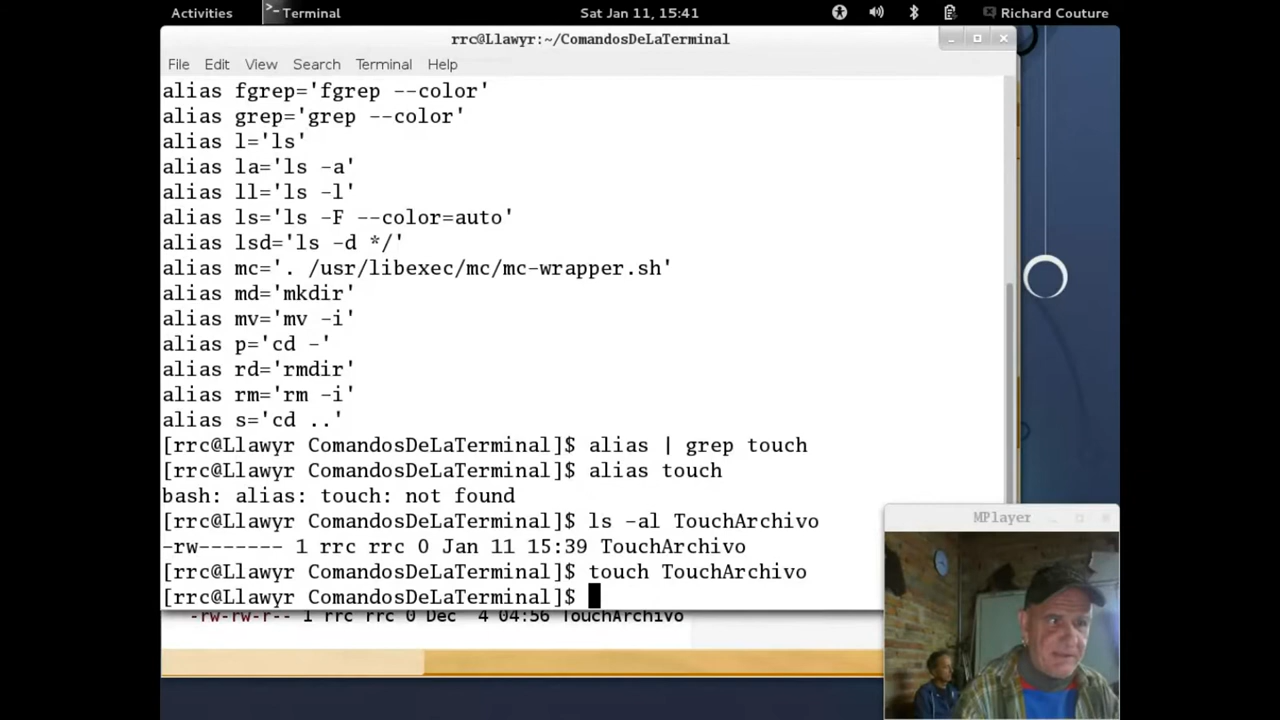 Activities
Terminal
Sat Jan 11, 15:41
Richard Couture
rrc@Llawyr:~/ComandosDeLaTerminal
File Edit View Search Terminal Help
alias fgrep='fgrep --color'
alias grep='grep --color'
alias l='ls'
alias la='ls -a'
alias ll='ls -l'
alias ls='ls -F --color=auto'
alias lsd='ls -d */'
alias mc='. /usr/libexec/mc/mc-wrapper.sh'
alias md='mkdir'
alias mv='mv -i'
alias p='cd -'
alias rd='rmdir'
alias rm='rm -i'
alias s='cd ..'
[rrc@Llawyr ComandosDeLaTerminal]$ alias | grep touch
[rrc@Llawyr ComandosDeLaTerminal]$ alias touch
bash: alias: touch: not found
[rrc@Llawyr ComandosDeLaTerminal]$ ls -al TouchArchivo
-rw------- 1 rrc rrc 0 Jan 11 15:39 TouchArchivo
[rrc@Llawyr ComandosDeLaTerminal]$ touch TouchArchivo
[rrc@Llawyr ComandosDeLaTerminal]$
-rw-rw-r-- 1 rrc rrc 0 Dec  4 04:56 TouchArchivo
MPlayer